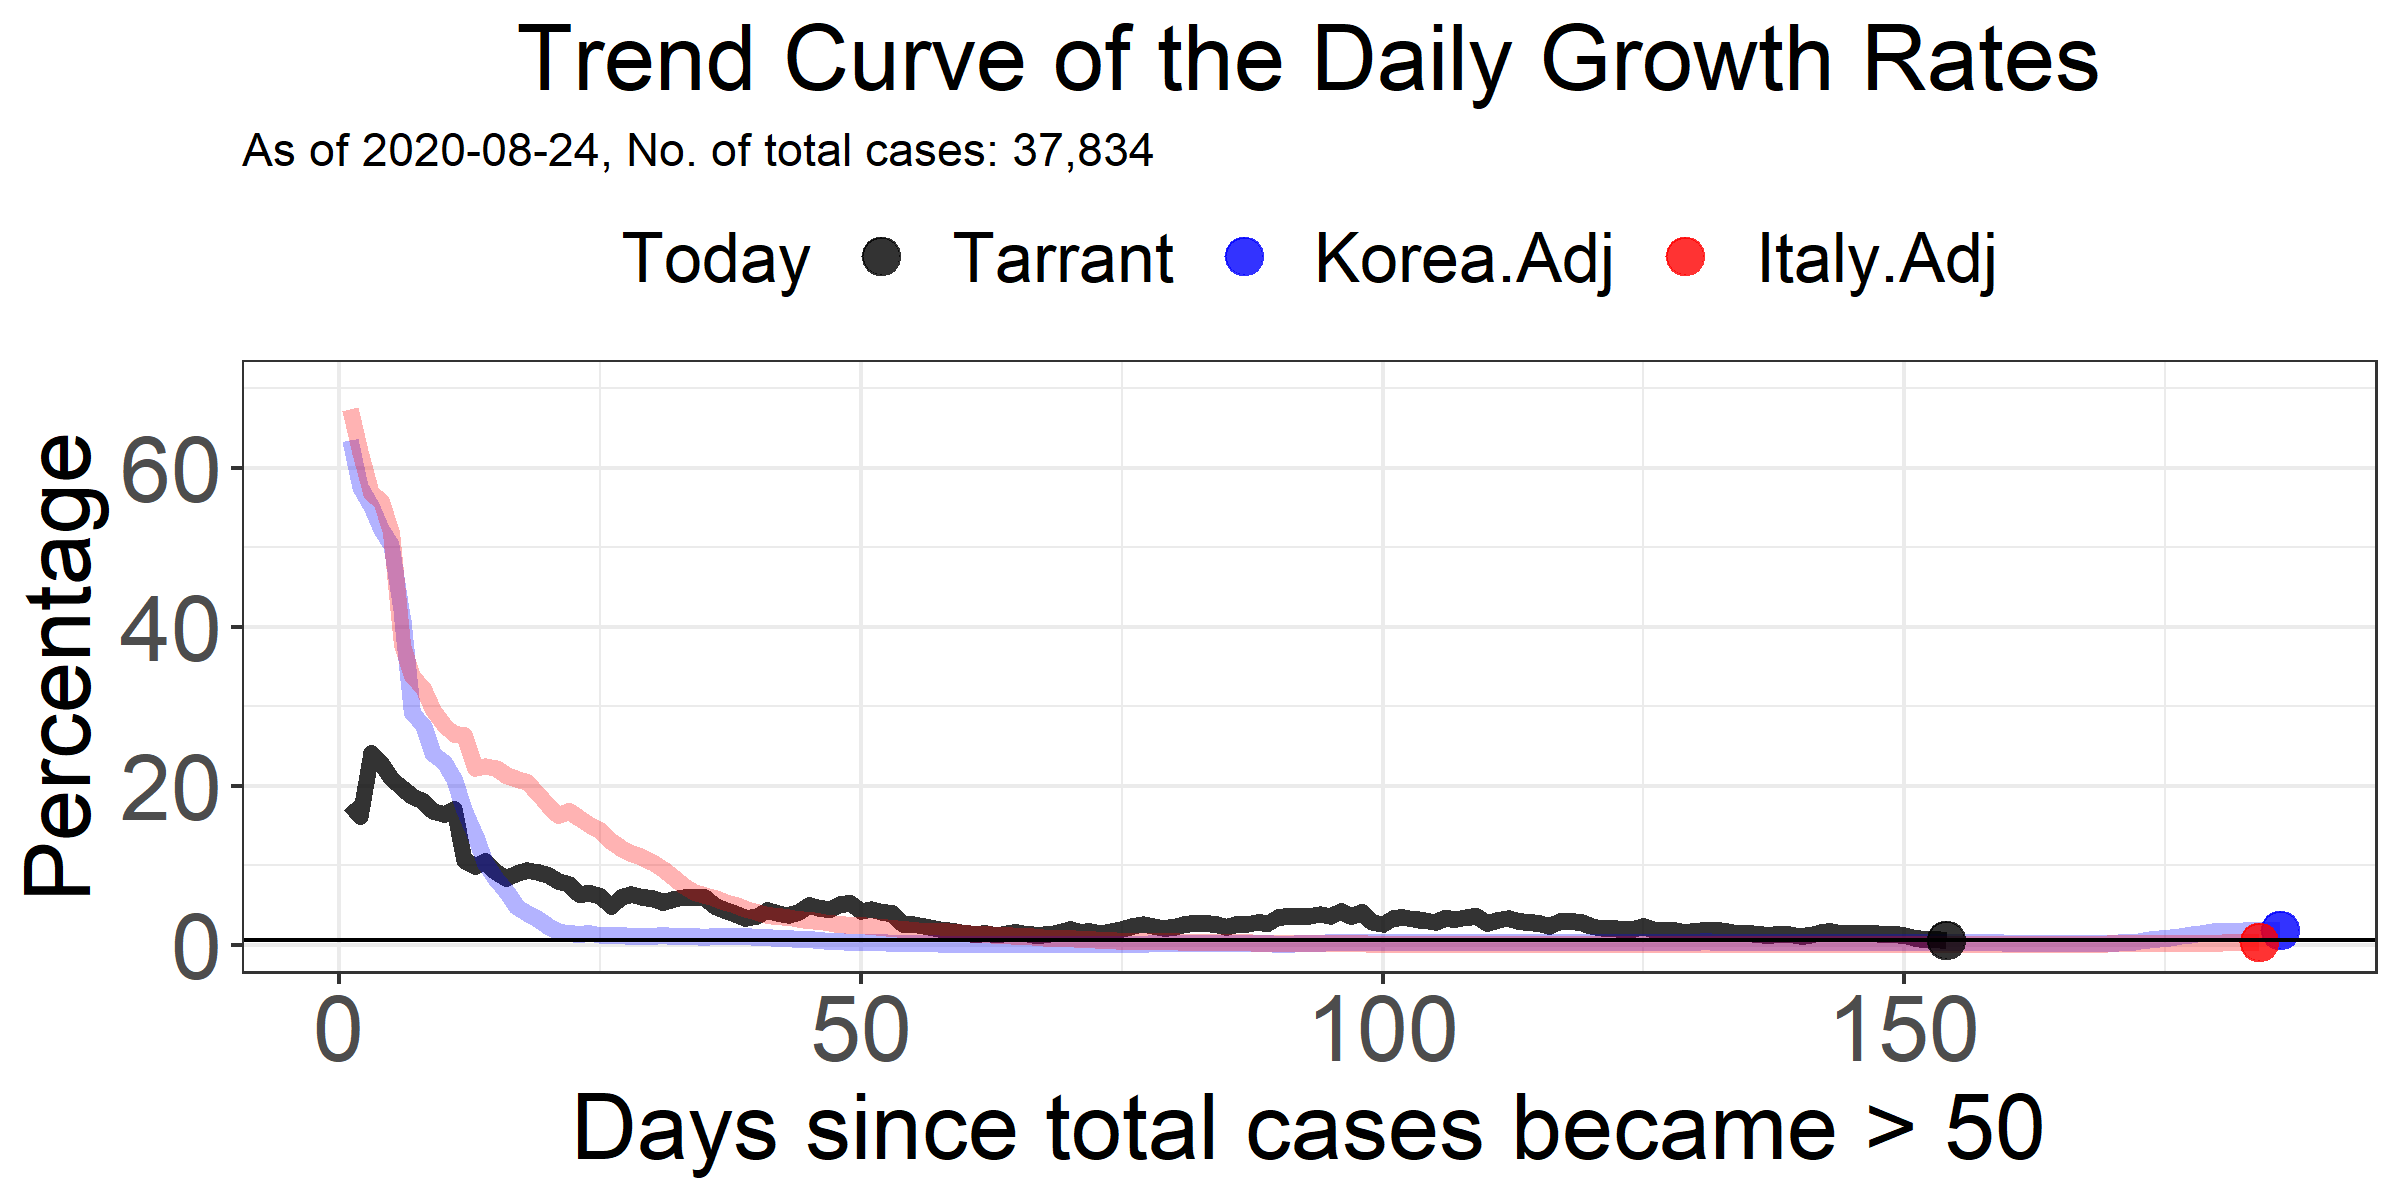 Trend Curve of the Daily Growth Rates
As of 2020-08-24, No. of total cases: 37,834
Today Tarrant Korea.Adj Italy.Adj
Percentage
60
40
20
0
0 50 100 150
Days since total cases became > 50